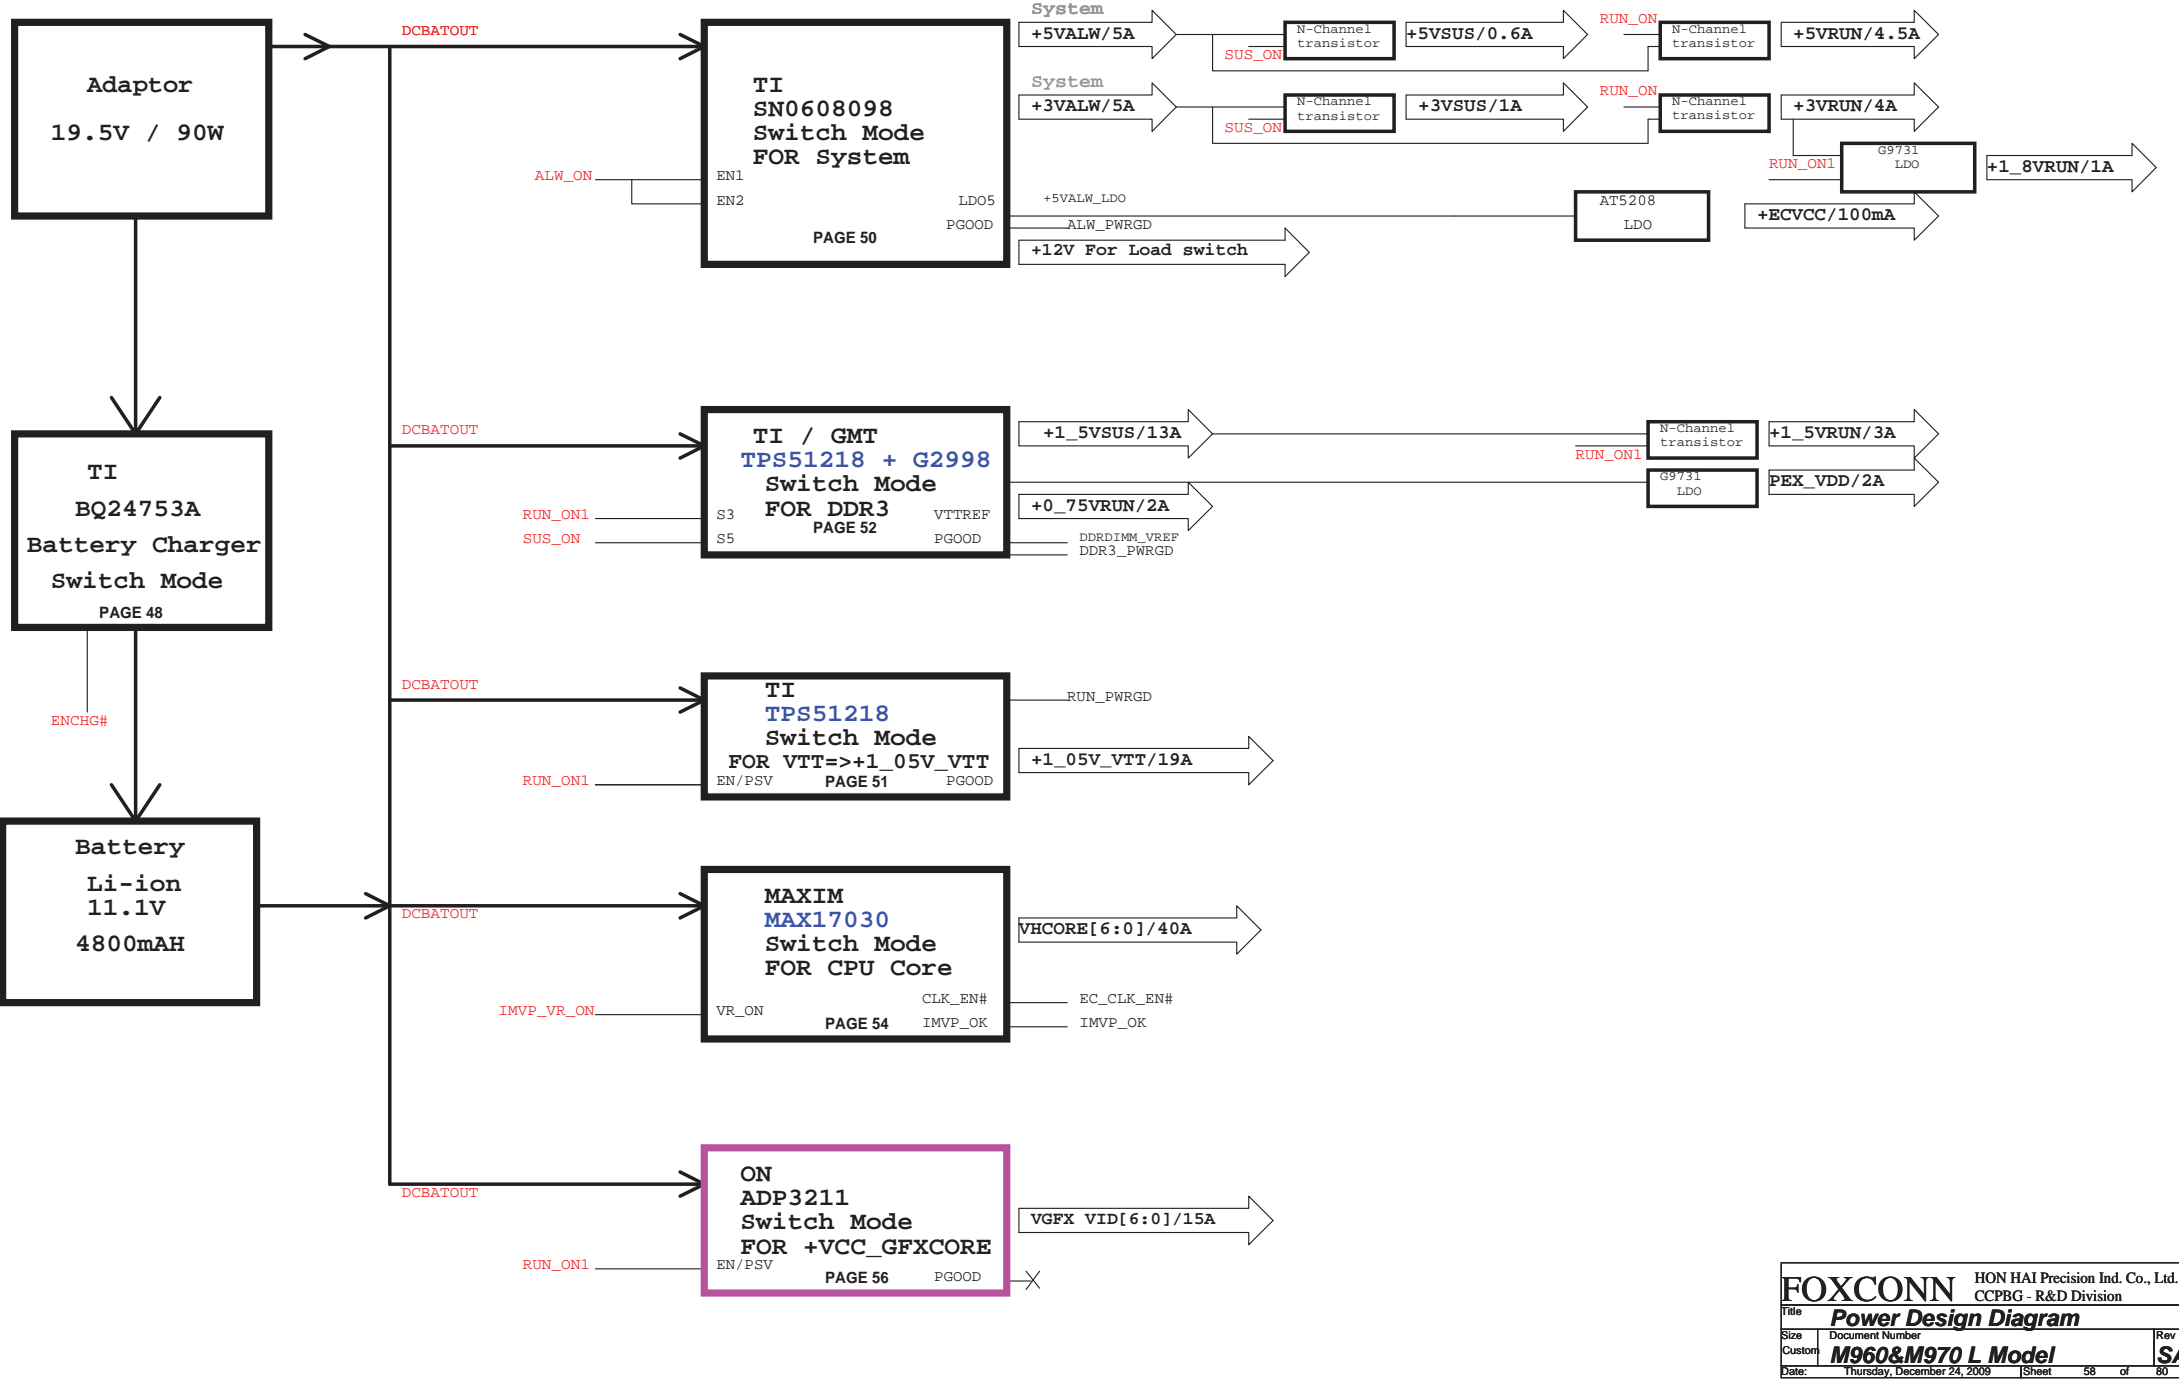 Adaptor
19.5V / 90W
DCBATOUT
TI
SN0608098
Switch Mode
FOR System
ALW_ON
EN1
EN2
LDO5
PGOOD
PAGE 50
System
+5VALW/5A
N-Channel
transistor
SUS_ON
+5VSUS/0.6A
RUN_ON
N-Channel
transistor
+5VRUN/4.5A
System
+3VALW/5A
N-Channel
transistor
SUS_ON
+3VSUS/1A
RUN_ON
N-Channel
transistor
+3VRUN/4A
RUN_ON1
G9731
LDO
+1_8VRUN/1A
+5VALW_LDO
ALW_PWRGD
AT5208
LDO
+ECVCC/100mA
+12V For Load switch
TI
BQ24753A
Battery Charger
Switch Mode
PAGE 48
ENCHG#
DCBATOUT
TI / GMT
TPS51218 + G2998
Switch Mode
FOR DDR3
PAGE 52
RUN_ON1
SUS_ON
S3
S5
VTTREF
PGOOD
+1_5VSUS/13A
N-Channel
transistor
RUN_ON1
+1_5VRUN/3A
G9731
LDO
PEX_VDD/2A
+0_75VRUN/2A
DDRDIMM_VREF
DDR3_PWRGD
DCBATOUT
TI
TPS51218
Switch Mode
FOR VTT=>+1_05V_VTT
RUN_ON1
EN/PSV
PAGE 51
PGOOD
RUN_PWRGD
+1_05V_VTT/19A
Battery
Li-ion
11.1V
4800mAH
DCBATOUT
MAXIM
MAX17030
Switch Mode
FOR CPU Core
IMVP_VR_ON
VR_ON
PAGE 54
CLK_EN#
IMVP_OK
VHCORE[6:0]/40A
EC_CLK_EN#
IMVP_OK
DCBATOUT
ON
ADP3211
Switch Mode
FOR +VCC_GFXCORE
RUN_ON1
EN/PSV
PAGE 56
PGOOD
VGFX VID[6:0]/15A
FOXCONN
HON HAI Precision Ind. Co., Ltd.
CCPBG - R&D Division
Title
Power Design Diagram
Size
Custom
Document Number
M960&M970 L Model
Rev
SA
Date:
Thursday, December 24, 2009
Sheet 58 of 80